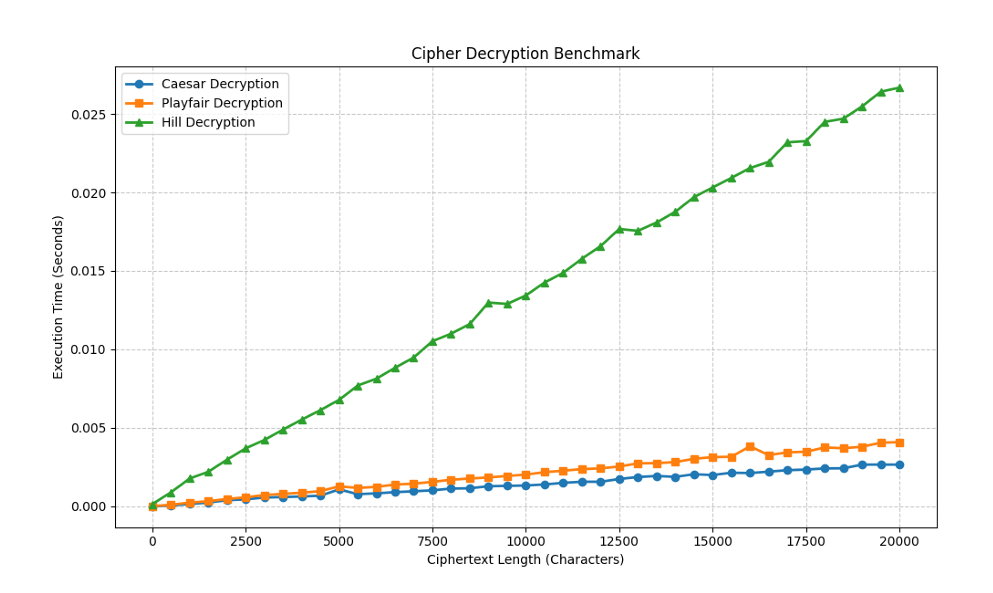 Cipher Decryption Benchmark
Caesar Decryption
Playfair Decryption
Hill Decryption
Execution Time (Seconds)
0.025
0.020
0.015
0.010
0.005
0.000
0 2500 5000 7500 10000 12500 15000 17500 20000
Ciphertext Length (Characters)